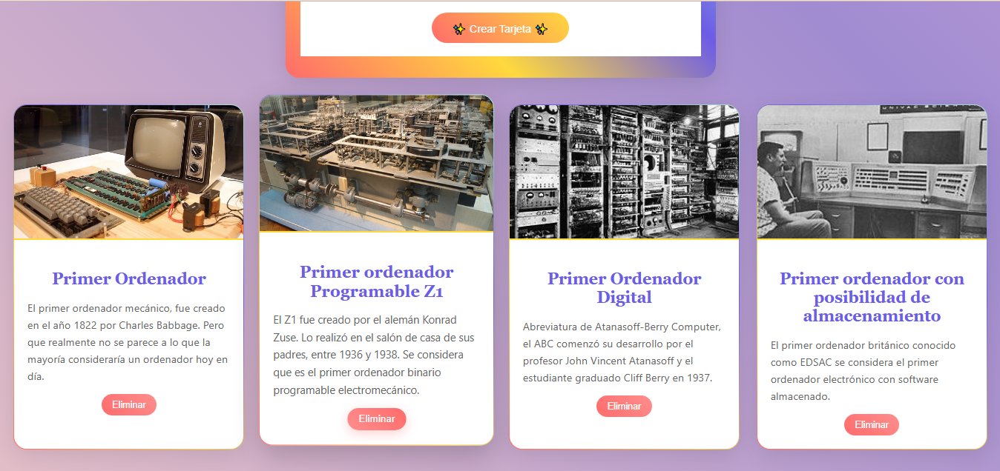 ✨ Crear Tarjeta ✨
Primer Ordenador
El primer ordenador mecánico, fue creado
en el año 1822 por Charles Babbage. Pero
que realmente no se parece a lo que la
mayoría consideraría un ordenador hoy en
día.
Eliminar
Primer ordenador
Programable Z1
El Z1 fue creado por el alemán Konrad
Zuse. Lo realizó en el salón de casa de sus
padres, entre 1936 y 1938. Se considera
que es el primer ordenador binario
programable electromecánico.
Eliminar
Primer Ordenador
Digital
Abreviatura de Atanasoff-Berry Computer,
el ABC comenzó su desarrollo por el
profesor John Vincent Atanasoff y el
estudiante graduado Cliff Berry en 1937.
Eliminar
UNIVAC
Primer ordenador con
posibilidad de
almacenamiento
El primer ordenador británico conocido
como EDSAC se considera el primer
ordenador electrónico con software
almacenado.
Eliminar